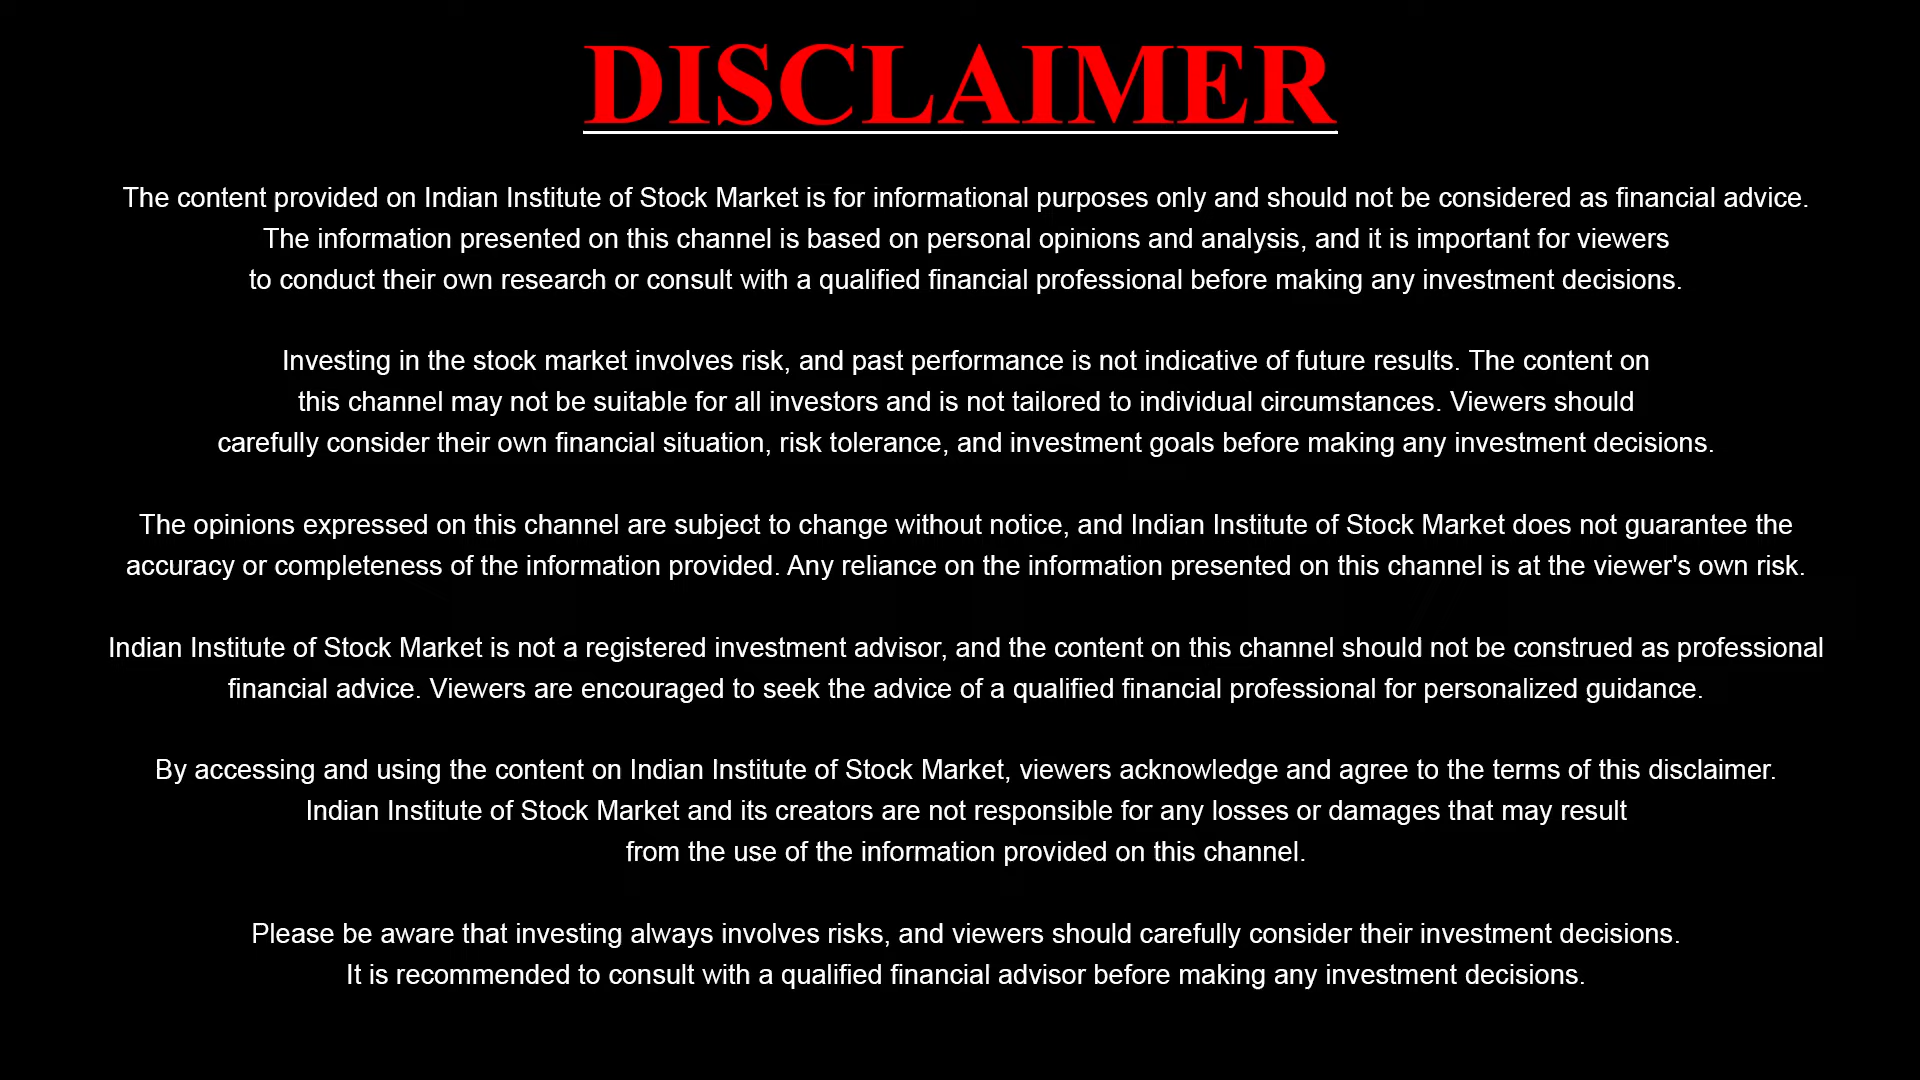 DISCLAIMER
The content provided on Indian Institute of Stock Market is for informational purposes only and should not be considered as financial advice.
The information presented on this channel is based on personal opinions and analysis, and it is important for viewers
to conduct their own research or consult with a qualified financial professional before making any investment decisions.
Investing in the stock market involves risk, and past performance is not indicative of future results. The content on
this channel may not be suitable for all investors and is not tailored to individual circumstances. Viewers should
carefully consider their own financial situation, risk tolerance, and investment goals before making any investment decisions.
The opinions expressed on this channel are subject to change without notice, and Indian Institute of Stock Market does not guarantee the
accuracy or completeness of the information provided. Any reliance on the information presented on this channel is at the viewer's own risk.
Indian Institute of Stock Market is not a registered investment advisor, and the content on this channel should not be construed as professional
financial advice. Viewers are encouraged to seek the advice of a qualified financial professional for personalized guidance.
By accessing and using the content on Indian Institute of Stock Market, viewers acknowledge and agree to the terms of this disclaimer.
Indian Institute of Stock Market and its creators are not responsible for any losses or damages that may result
from the use of the information provided on this channel.
Please be aware that investing always involves risks, and viewers should carefully consider their investment decisions.
It is recommended to consult with a qualified financial advisor before making any investment decisions.